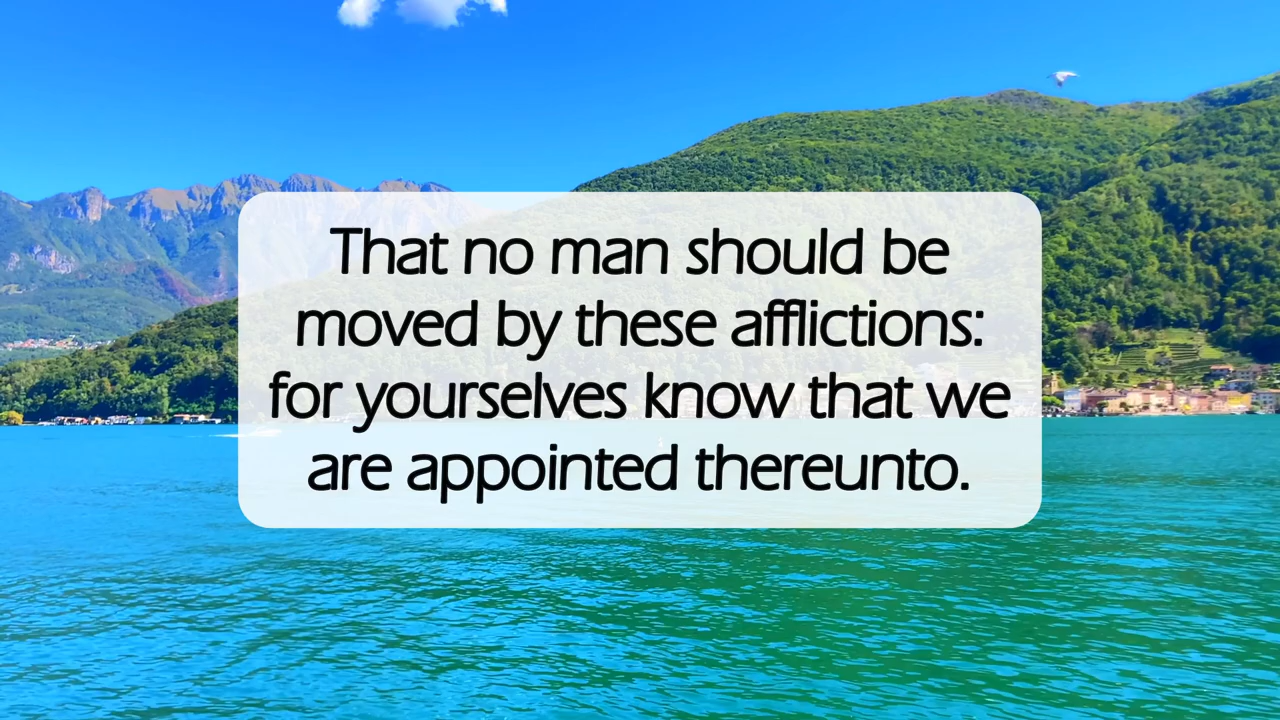 That no man should be
moved by these afflictions:
for yourselves know that we
are appointed thereunto.